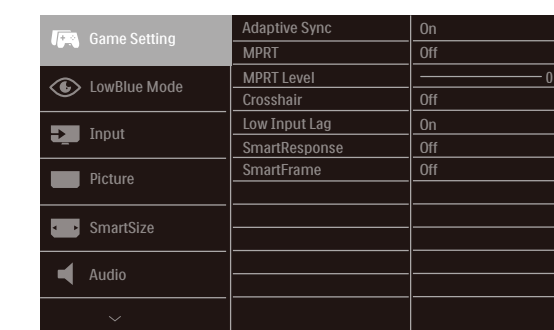 Game Setting
LowBlue Mode
Input
Picture
SmartSize
Audio
Adaptive Sync On
MPRT Off
MPRT Level 0
Crosshair Off
Low Input Lag On
SmartResponse Off
SmartFrame Off